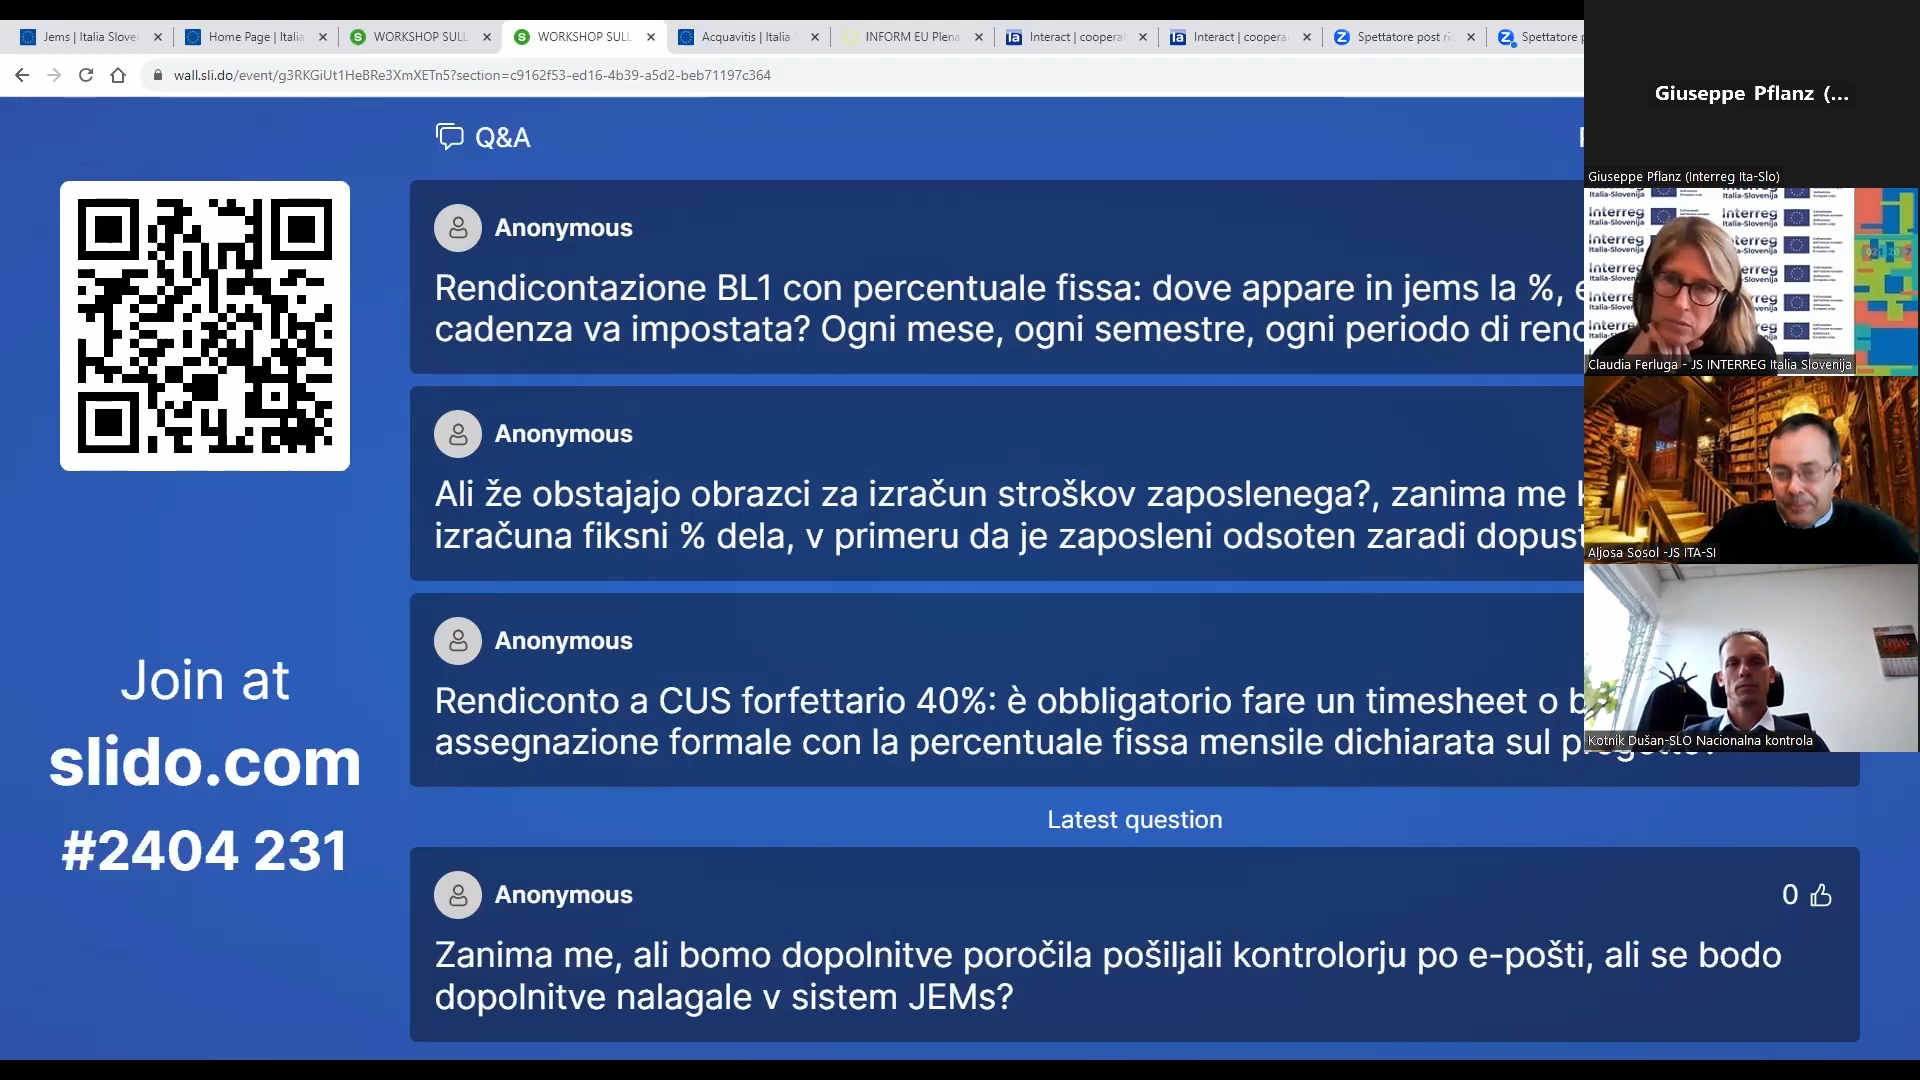 Jems | Italia Slove
Home Page | Italia
WORKSHOP SULL
WORKSHOP SULL
Acquavitis | Italia
INFORM EU Plena
Interact | coopera
Interact | coopera
Spettatore post r
Spettatore p
wall.sli.do/event/g3RKGiUt1HeBRe3XmXETn5?section=c9162f53-ed16-4b39-a5d2-beb71197c364
Q&A
Anonymous
Rendicontazione BL1 con percentuale fissa: dove appare in jems la %, e
cadenza va impostata? Ogni mese, ogni semestre, ogni periodo di rend
Anonymous
Ali že obstajajo obrazci za izračun stroškov zaposlenega?, zanima me k
izračuna fiksni % dela, v primeru da je zaposleni odsoten zaradi dopust
Anonymous
Rendiconto a CUS forfettario 40%: è obbligatorio fare un timesheet o b
assegnazione formale con la percentuale fissa mensile dichiarata sul progetto?
Latest question
Anonymous
0
Zanima me, ali bomo dopolnitve poročila pošiljali kontrolorju po e-pošti, ali se bodo
dopolnitve nalagale v sistem JEMs?
Join at
slido.com
#2404 231
Giuseppe Pflanz (...
Giuseppe Pflanz (Interreg Ita-Slo)
Interreg
Italia-Slovenija
Claudia Ferluga - JS INTERREG Italia Slovenija
Aljosa Sosol -JS ITA-SI
Kotnik Dušan-SLO Nacionalna kontrola